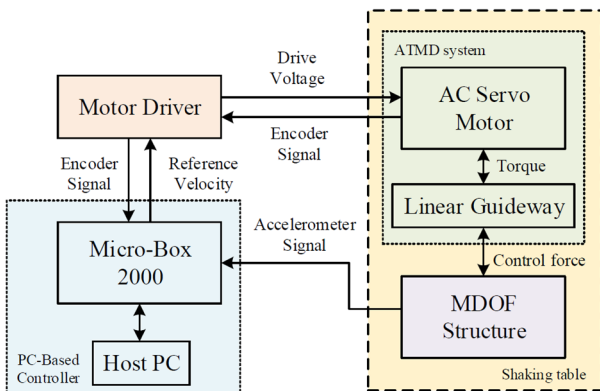 Drive
Voltage
ATMD system
Motor Driver
AC Servo
Motor
Encoder
Signal
Encoder
Signal
Reference
Velocity
Torque
Linear Guideway
Accelerometer
Signal
Micro-Box
2000
Control force
MDOF
Structure
PC-Based
Controller
Host PC
Shaking table